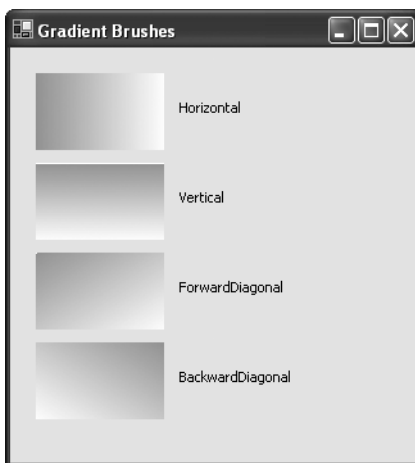 Gradient Brushes
Horizontal
Vertical
ForwardDiagonal
BackwardDiagonal